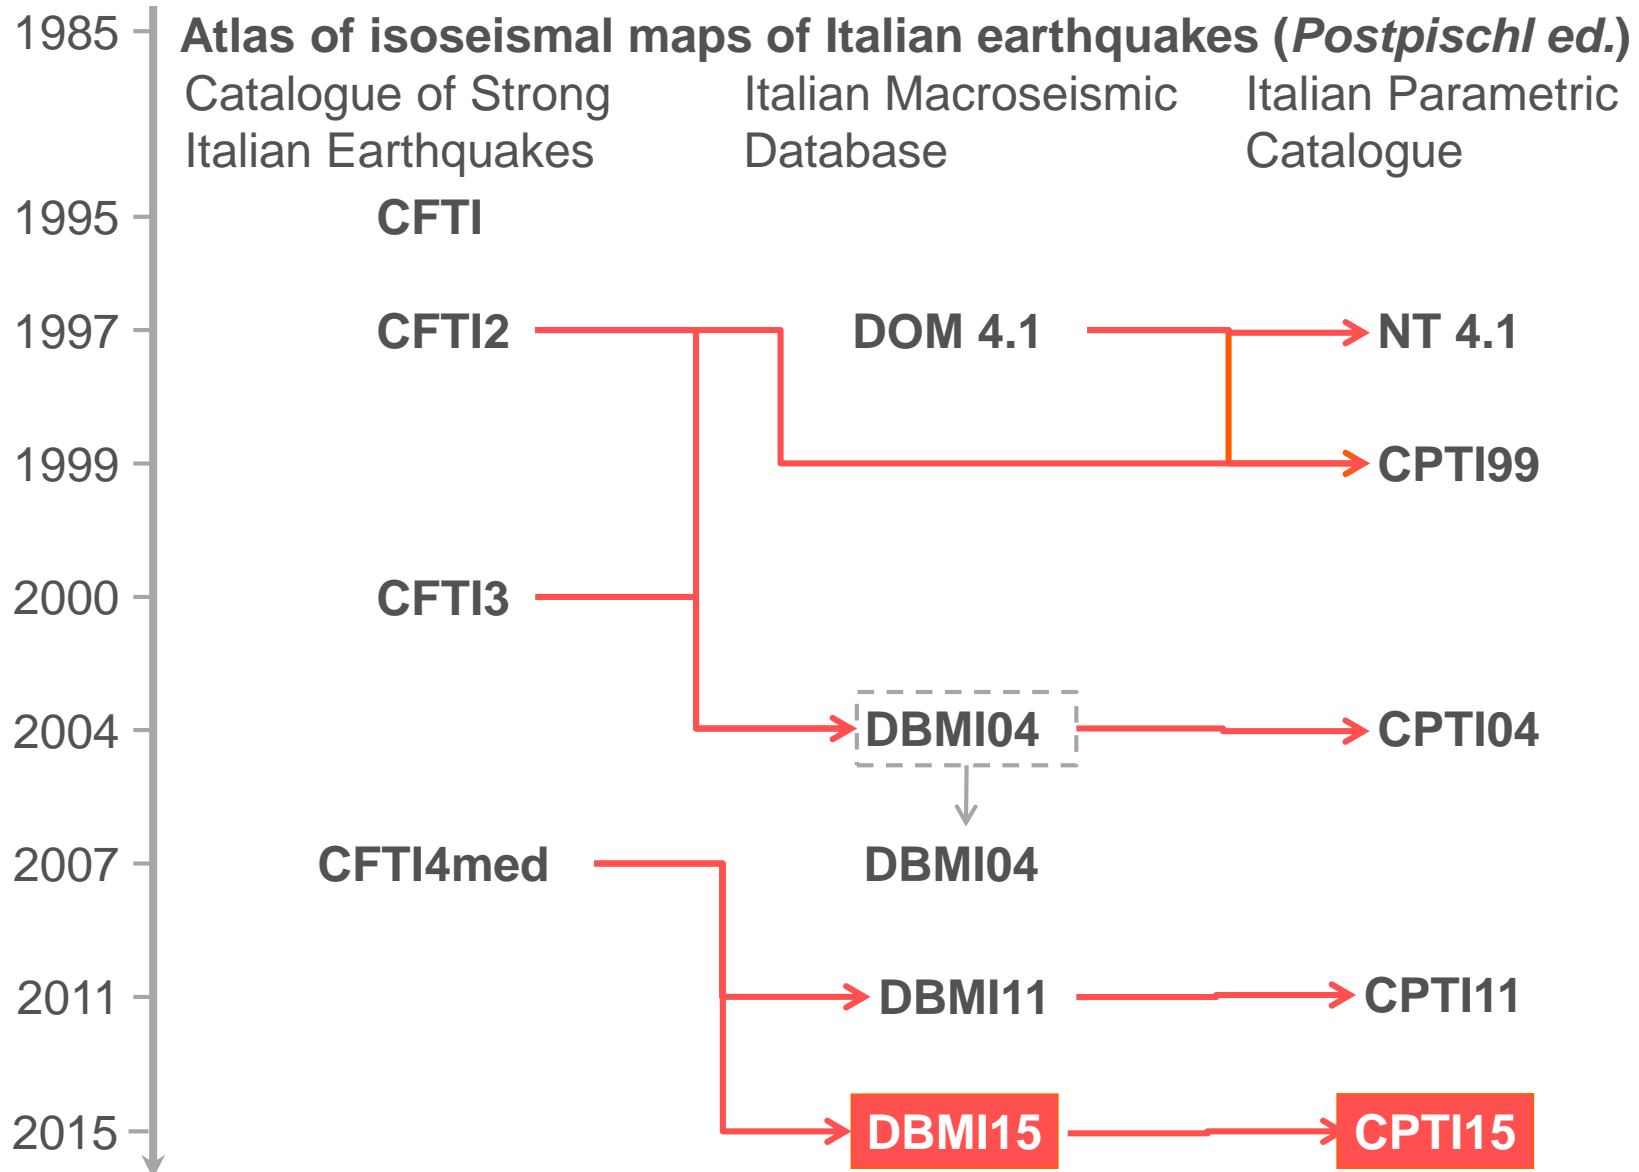 1985 Atlas of isoseismal maps of Italian earthquakes (Postpischl ed.)
Catalogue of Strong Italian Macroseismic Italian Parametric
Italian Earthquakes Database Catalogue
1995 CFTI
1997 CFTI2 DOM 4.1 NT 4.1
1999 CPTI99
2000 CFTI3
2004 DBMI04 CPTI04
2007 CFTI4med DBMI04
2011 DBMI11 CPTI11
2015 DBMI15 CPTI15